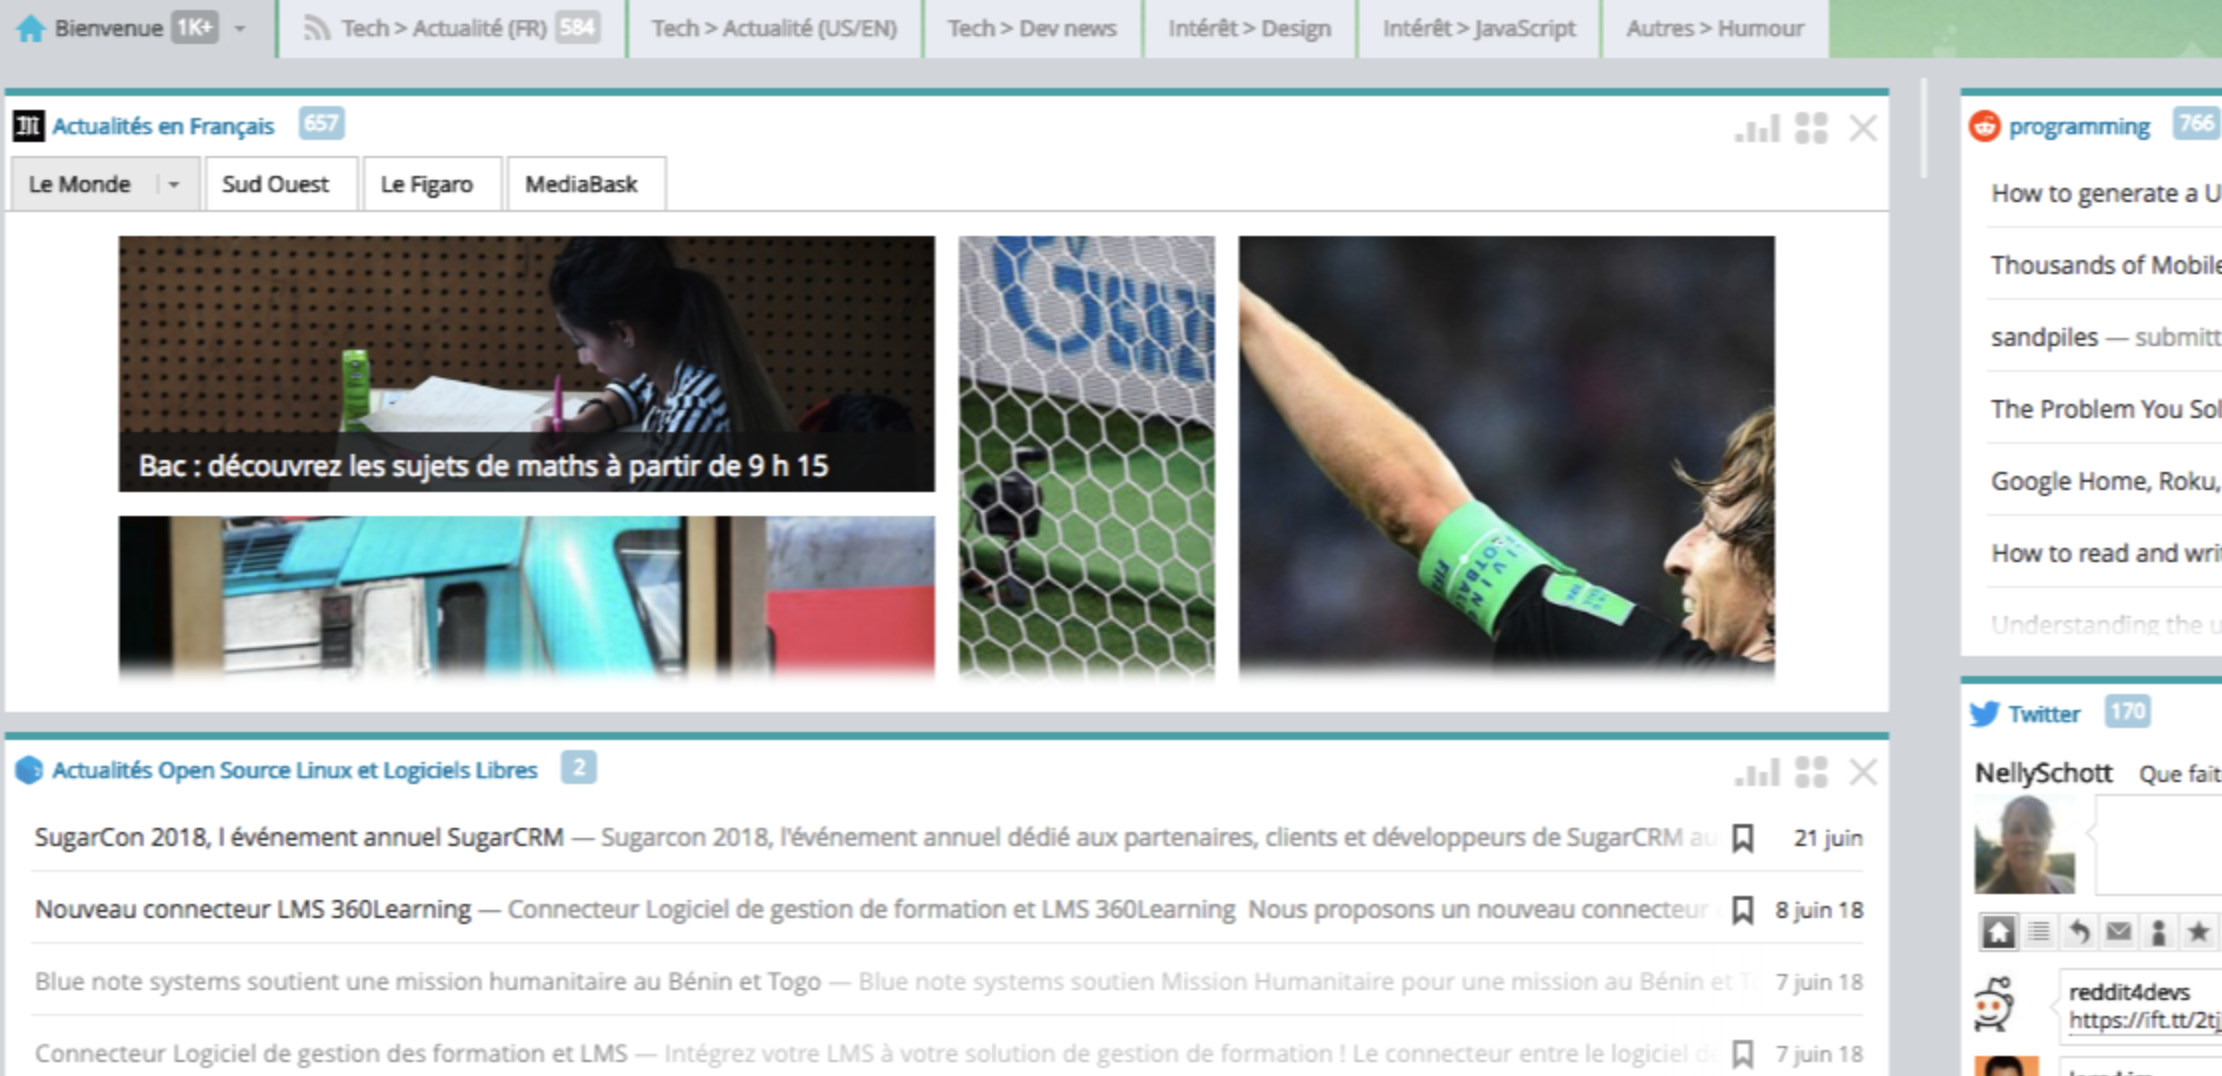 Bienvenue 1K+
Tech > Actualité (FR) 584
Tech > Actualité (US/EN)
Tech > Dev news
Intérêt > Design
Intérêt > JavaScript
Autres > Humour
Actualités en Français 657
Le Monde
Sud Ouest
Le Figaro
MediaBask
Bac : découvrez les sujets de maths à partir de 9 h 15
Actualités Open Source Linux et Logiciels Libres 2
SugarCon 2018, l événement annuel SugarCRM — Sugarcon 2018, l'événement annuel dédié aux partenaires, clients et développeurs de SugarCRM au 21 juin
Nouveau connecteur LMS 360Learning — Connecteur Logiciel de gestion de formation et LMS 360Learning Nous proposons un nouveau connecteur 8 juin 18
Blue note systems soutient une mission humanitaire au Bénin et Togo — Blue note systems soutien Mission Humanitaire pour une mission au Bénin et To 7 juin 18
Connecteur Logiciel de gestion des formation et LMS — Intégrez votre LMS à votre solution de gestion de formation ! Le connecteur entre le logiciel de 7 juin 18
programming 766
How to generate a U
Thousands of Mobile
sandpiles — submitt
The Problem You Sol
Google Home, Roku,
How to read and writ
Understanding the u
Twitter 170
NellySchott Que fait
reddit4devs
https://ift.tt/2tj